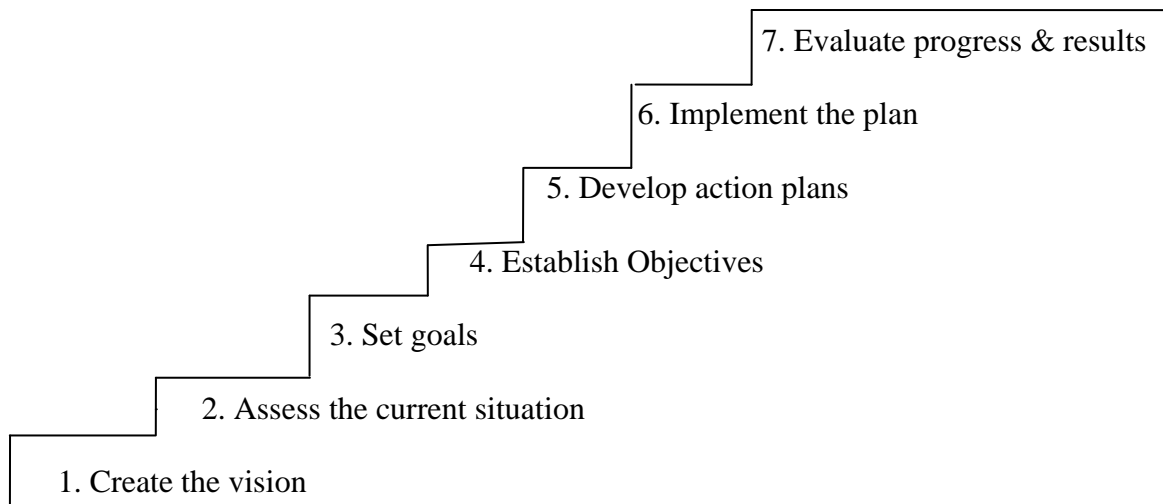 7. Evaluate progress & results
6. Implement the plan
5. Develop action plans
4. Establish Objectives
3. Set goals
2. Assess the current situation
1. Create the vision